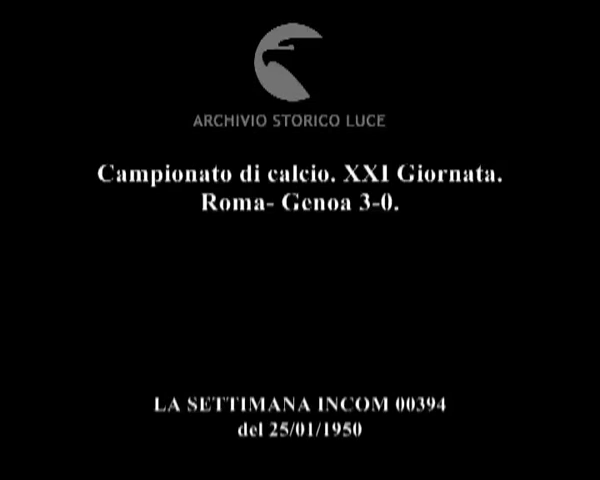 ARCHIVIO STORICO LUCE
Campionato di calcio. XXI Giornata.
Roma- Genoa 3-0.
LA SETTIMANA INCOM 00394
del 25/01/1950